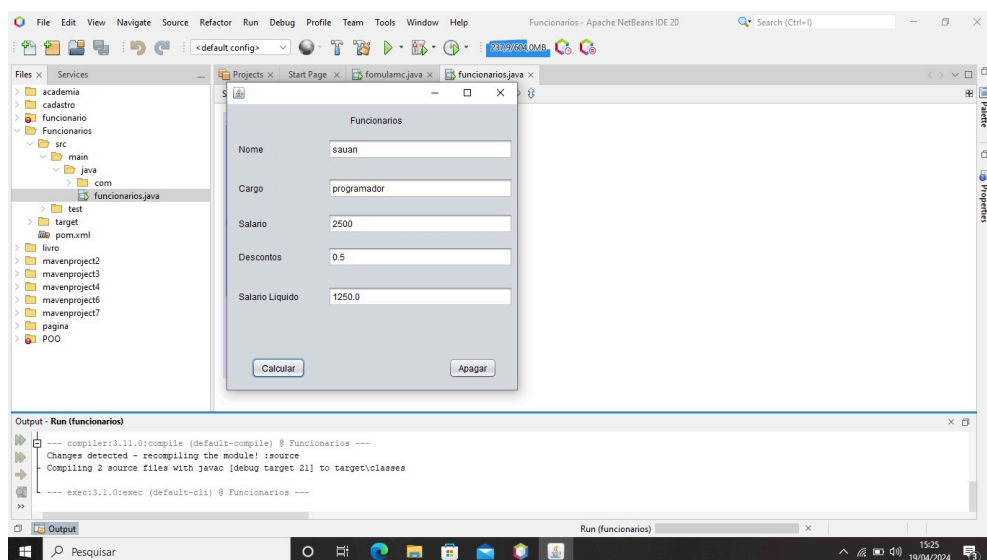 File Edit View Navigate Source Refactor Run Debug Profile Team Tools Window Help Funcionarios - Apache NetBeans IDE 20 Search (Ctrl+I)
<default config>
Files Services Projects Start Page fomulamc.java funcionarios.java
academia
cadastro
funcionario
Funcionarios
src
main
java
com
funcionarios.java
test
target
pom.xml
livro
mavenproject2
mavenproject3
mavenproject4
mavenproject6
mavenproject7
pagina
POO
Funcionarios
Nome sauan
Cargo programador
Salario 2500
Descontos 0.5
Salario Liquido 1250.0
Calcular Apagar
Palette
Properties
Output - Run (funcionarios)
--- compiler:3.11.0:compile (default-compile) @ Funcionarios ---
Changes detected - recompiling the module! :source
Compiling 2 source files with javac [debug target 21] to target\classes
--- exec:3.1.0:exec (default-cli) @ Funcionarios ---
Output Run (funcionarios)
Pesquisar 15:25
19/04/2024